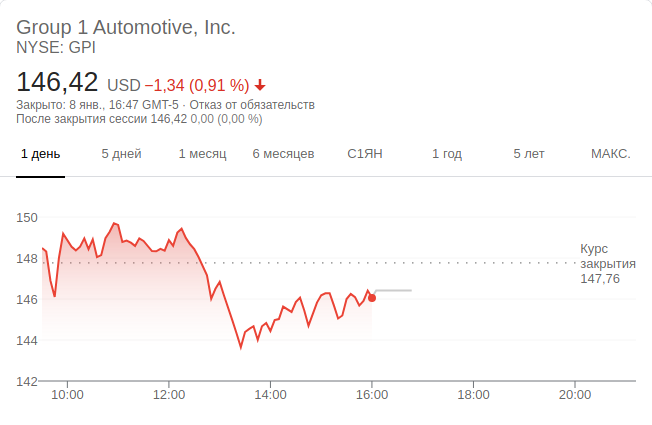 Group 1 Automotive, Inc.
NYSE: GPI
146,42 USD −1,34 (0,91 %)
Закрыто: 8 янв., 16:47 GMT-5 · Отказ от обязательств
После закрытия сессии 146,42 0,00 (0,00 %)
1 день 5 дней 1 месяц 6 месяцев С1ЯН 1 год 5 лет МАКС.
150
148
146
144
142
Курс
закрытия
147,76
10:00 12:00 14:00 16:00 18:00 20:00